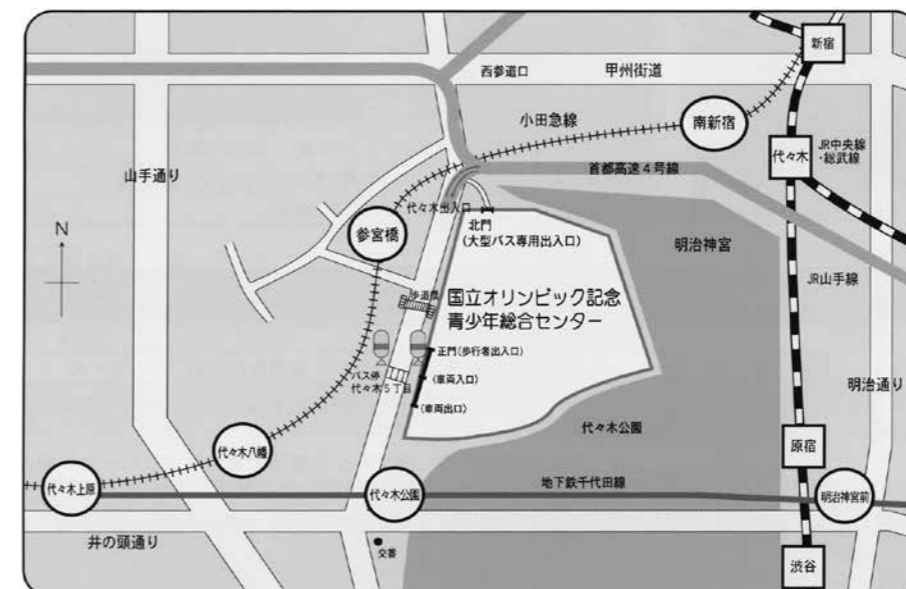 新宿
西参道口
甲州街道
南新宿
小田急線
代々木
JR中央線
・総武線
山手通り
首都高速4号線
代々木出入口
北門
(大型バス専用出入口)
参宮橋
明治神宮
N
JR山手線
歩道橋
国立オリンピック記念
青少年総合センター
正門(歩行者出入口)
バス停
代々木5丁目
(車両入口)
明治通り
(車両出口)
代々木公園
代々木八幡
原宿
代々木上原
代々木公園
地下鉄千代田線
明治神宮前
井の頭通り
交番
渋谷